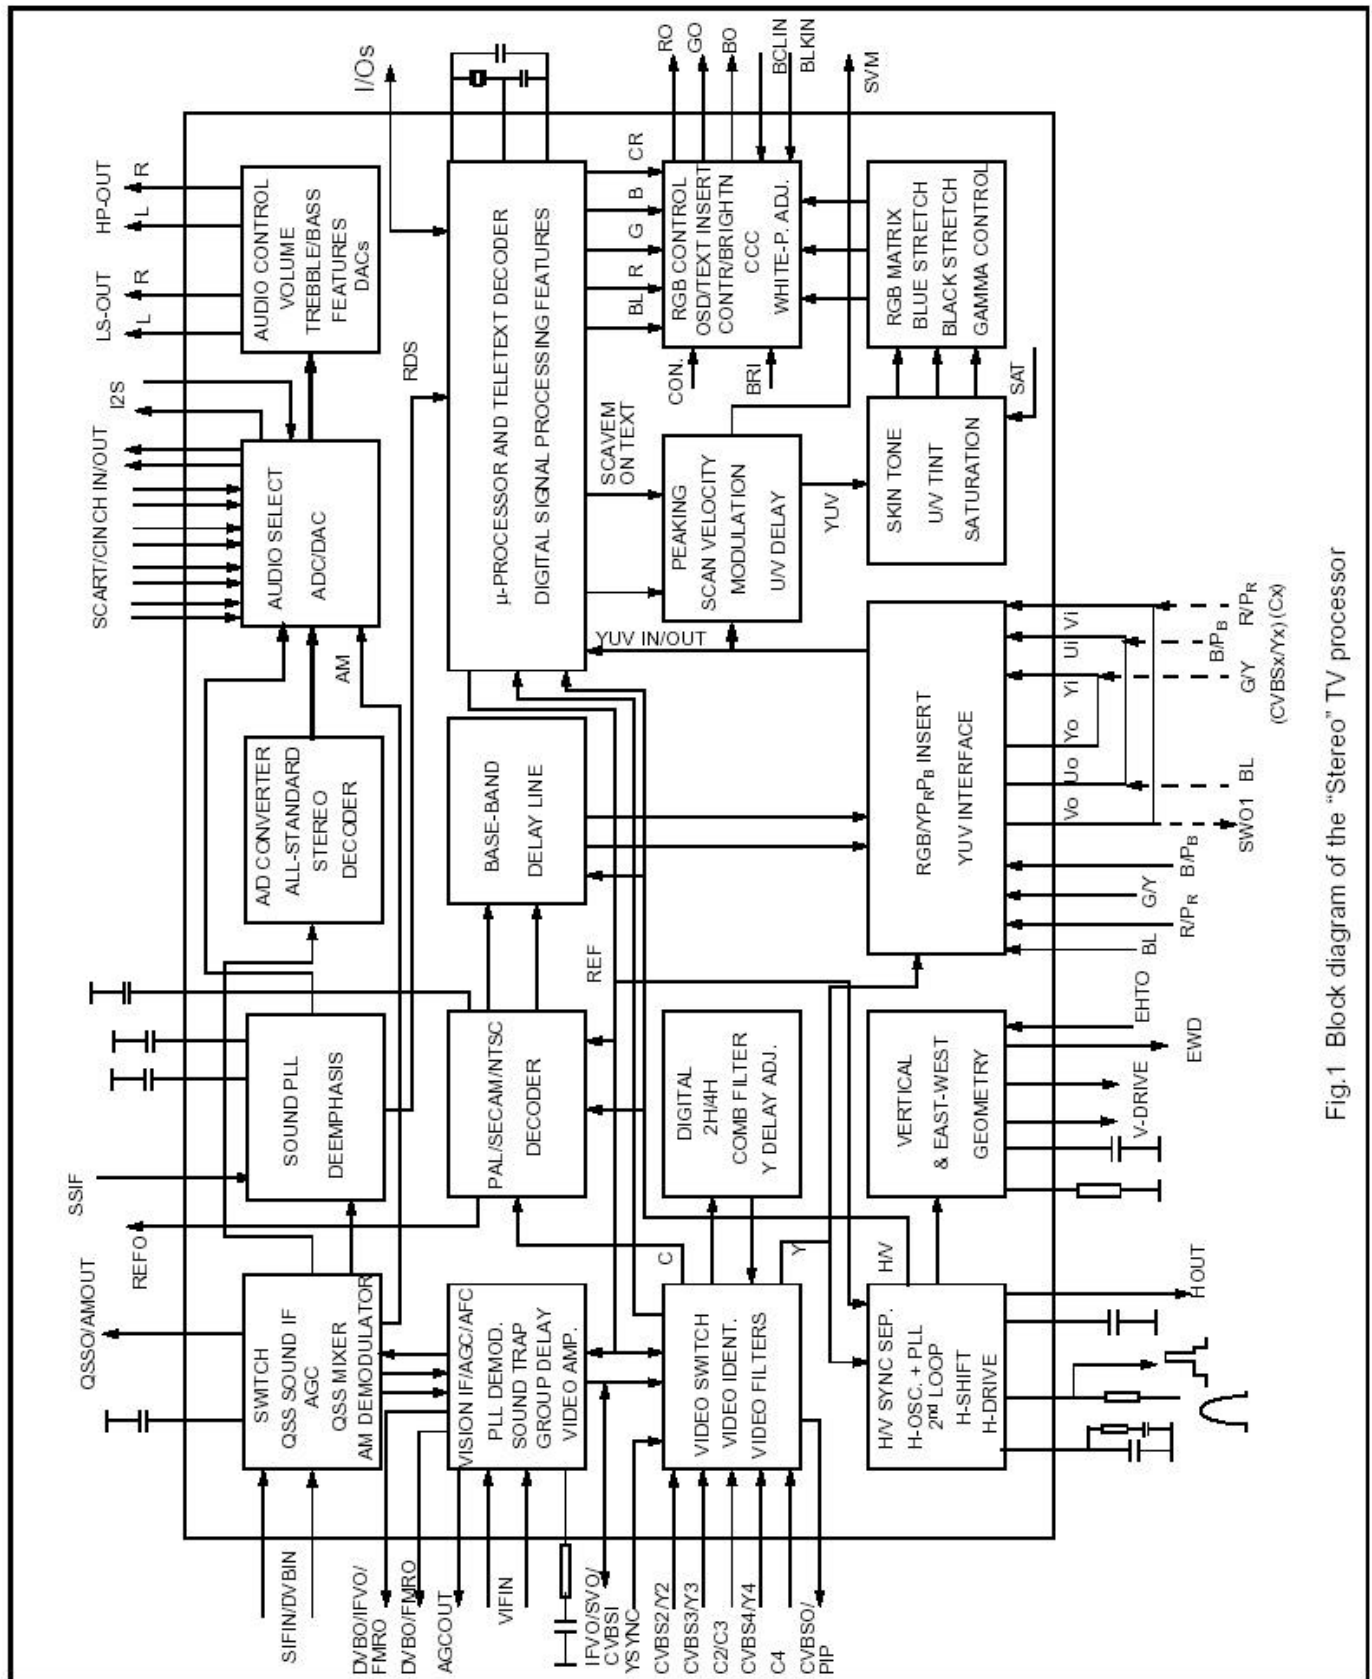 QSSO/AMOUT
REFO
SSIF
SCART/CINCH IN/OUT
I2S
LS-OUT
HP-OUT
L
R
L
R
I/Os
SIFIN/DVBIN
SWITCH
QSS SOUND IF
AGC
QSS MIXER
AM DEMODULATOR
SOUND PLL
DEEMPHASIS
A/D CONVERTER
ALL-STANDARD
STEREO
DECODER
AM
AUDIO SELECT
ADC/DAC
AUDIO CONTROL
VOLUME
TREBBLE/BASS
FEATURES
DACs
RDS
DVBO/IFVO/
FMRO
DVBO/FMRO
AGCOUT
VIFIN
VISION IF/AGC/AFC
PLL DEMOD.
SOUND TRAP
GROUP DELAY
VIDEO AMP.
PAL/SECAM/NTSC
DECODER
BASE-BAND
DELAY LINE
µ-PROCESSOR AND TELETEXT DECODER
DIGITAL SIGNAL PROCESSING FEATURES
REF
YUV IN/OUT
SCAVEM
ON TEXT
BL
R
G
B
CR
IFVO/SVO/
CVBSI
YSYNC
CVBS2/Y2
CVBS3/Y3
C2/C3
CVBS4/Y4
C4
CVBSO/
PIP
C
VIDEO SWITCH
VIDEO IDENT.
VIDEO FILTERS
Y
DIGITAL
2H/4H
COMB FILTER
Y DELAY ADJ.
PEAKING
SCAN VELOCITY
MODULATION
U/V DELAY
CON.
BRI
RGB CONTROL
OSD/TEXT INSERT
CONTR/BRIGHTN
CCC
WHITE-P. ADJ.
RO
GO
BO
BCLIN
BLKIN
SVM
YUV
H/V
H/V SYNC SEP.
H-OSC. + PLL
2nd LOOP
H-SHIFT
H-DRIVE
VERTICAL
& EAST-WEST
GEOMETRY
RGB/YPRPB INSERT
YUV INTERFACE
SKIN TONE
U/V TINT
SATURATION
RGB MATRIX
BLUE STRETCH
BLACK STRETCH
GAMMA CONTROL
SAT
HOUT
V-DRIVE
EWD
EHTO
BL
R/PR
G/Y
B/PB
Vo
Uo
Yo
Yi
Ui
Vi
SWO1
BL
G/Y
B/PB
R/PR
(CVBSx/Yx) (Cx)
Fig.1 Block diagram of the “Stereo” TV processor